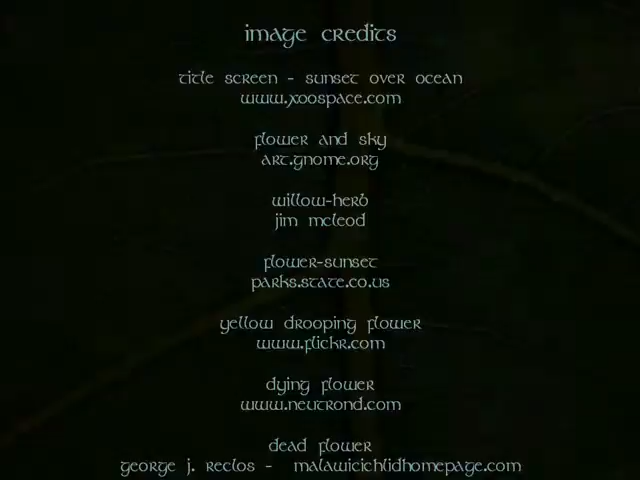 image credits
title screen - sunset over ocean
www.xoospace.com
flower and sky
art.gnome.org
willow-herb
jim mcleod
flower-sunset
parks.state.co.us
yellow drooping flower
www.flickr.com
dying flower
www.neutrond.com
dead flower
george j. reclos - malawicichlidhomepage.com